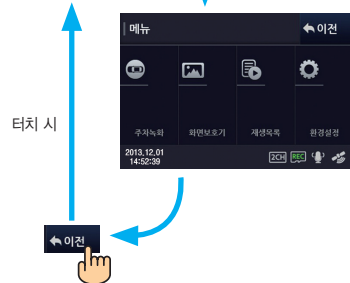 메뉴
이전
터치 시
주차녹화
화면보호기
재생목록
환경설정
2013.12.01
14:52:39
2CH
REC
이전